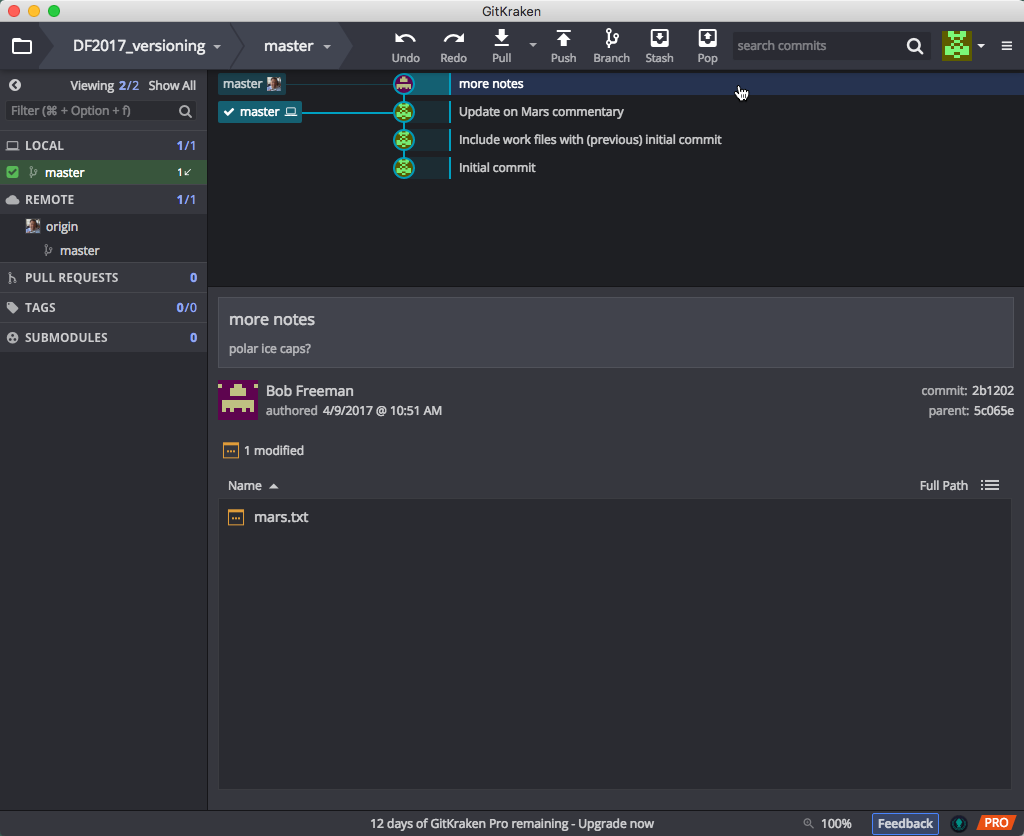 GitKraken
DF2017_versioning master Undo Redo Pull Push Branch Stash Pop search commits
Viewing 2/2 Show All
Filter (⌘ + Option + f)
LOCAL 1/1
master 1↙
REMOTE 1/1
origin
master
PULL REQUESTS 0
TAGS 0/0
SUBMODULES 0
master more notes
master Update on Mars commentary
Include work files with (previous) initial commit
Initial commit
more notes
polar ice caps?
Bob Freeman commit: 2b1202
authored 4/9/2017 @ 10:51 AM parent: 5c065e
1 modified
Name Full Path
mars.txt
12 days of GitKraken Pro remaining - Upgrade now 100% Feedback PRO